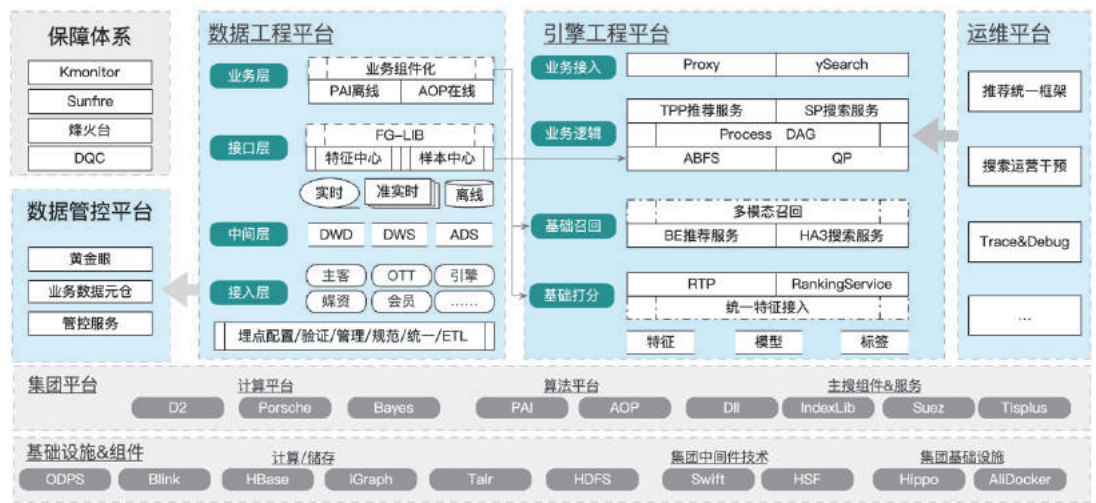 保障体系
Kmonitor
Sunfire
烽火台
DQC
数据管控平台
黄金眼
业务数据元仓
管控服务
数据工程平台
业务层
业务组件化
PAI离线 AOP在线
接口层
FG-LIB
特征中心 样本中心
实时 准实时 离线
中间层
DWD DWS ADS
接入层
主客 OTT 引擎
媒资 会员 ……
埋点配置/验证/管理/规范/统一/ETL
引擎工程平台
业务接入
Proxy ySearch
业务逻辑
TPP推荐服务 SP搜索服务
Process DAG
ABFS QP
基础召回
多模态召回
BE推荐服务 HA3搜索服务
基础打分
RTP RankingService
统一特征接入
特征 模型 标签
运维平台
推荐统一框架
搜索运营干预
Trace&Debug
...
集团平台
计算平台 算法平台 主搜组件&服务
D2 Porsche Bayes PAI AOP DII IndexLib Suez Tisplus
基础设施&组件
计算/储存 集团中间件技术 集团基础设施
ODPS Blink HBase iGraph Tair HDFS Swift HSF Hippo AliDocker